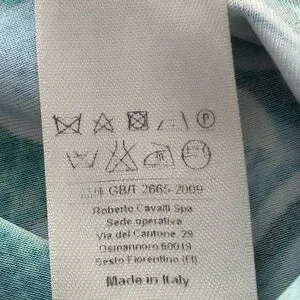 GB/T 2665-2009
Roberto Cavalli Spa
Sede operativa
Via del Cantone, 29
Osmannoro 50019
Sesto Fiorentino (FI)
Made in Italy